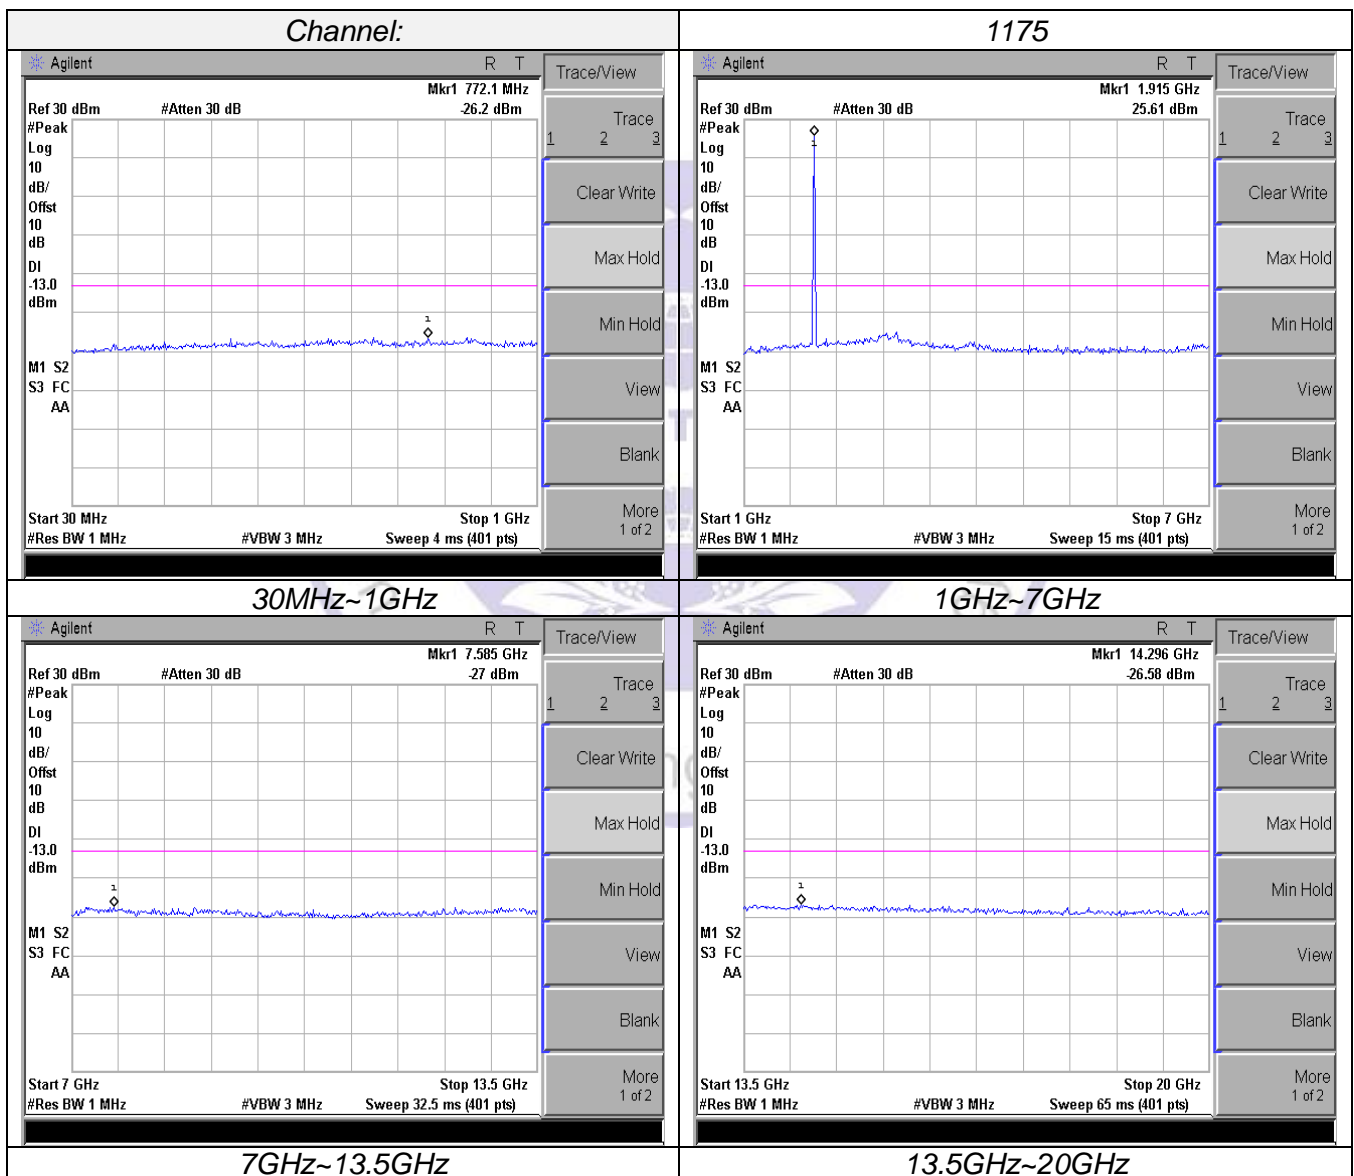 Channel:
1175
Agilent R T
Trace/View
Mkr1 772.1 MHz
Ref 30 dBm #Atten 30 dB -26.2 dBm
#Peak
Log
10
dB/
Offst
10
dB
DI
-13.0
dBm
1
M1 S2
S3 FC
AA
Start 30 MHz Stop 1 GHz
#Res BW 1 MHz #VBW 3 MHz Sweep 4 ms (401 pts)
Trace
1 2 3
Clear Write
Max Hold
Min Hold
View
Blank
More
1 of 2
Agilent R T
Trace/View
Mkr1 1.915 GHz
Ref 30 dBm #Atten 30 dB 25.61 dBm
#Peak
Log
10
dB/
Offst
10
dB
DI
-13.0
dBm
1
M1 S2
S3 FC
AA
Start 1 GHz Stop 7 GHz
#Res BW 1 MHz #VBW 3 MHz Sweep 15 ms (401 pts)
Trace
1 2 3
Clear Write
Max Hold
Min Hold
View
Blank
More
1 of 2
30MHz~1GHz
1GHz~7GHz
Agilent R T
Trace/View
Mkr1 7.585 GHz
Ref 30 dBm #Atten 30 dB -27 dBm
#Peak
Log
10
dB/
Offst
10
dB
DI
-13.0
dBm
1
M1 S2
S3 FC
AA
Start 7 GHz Stop 13.5 GHz
#Res BW 1 MHz #VBW 3 MHz Sweep 32.5 ms (401 pts)
Trace
1 2 3
Clear Write
Max Hold
Min Hold
View
Blank
More
1 of 2
Agilent R T
Trace/View
Mkr1 14.296 GHz
Ref 30 dBm #Atten 30 dB -26.58 dBm
#Peak
Log
10
dB/
Offst
10
dB
DI
-13.0
dBm
1
M1 S2
S3 FC
AA
Start 13.5 GHz Stop 20 GHz
#Res BW 1 MHz #VBW 3 MHz Sweep 65 ms (401 pts)
Trace
1 2 3
Clear Write
Max Hold
Min Hold
View
Blank
More
1 of 2
7GHz~13.5GHz
13.5GHz~20GHz